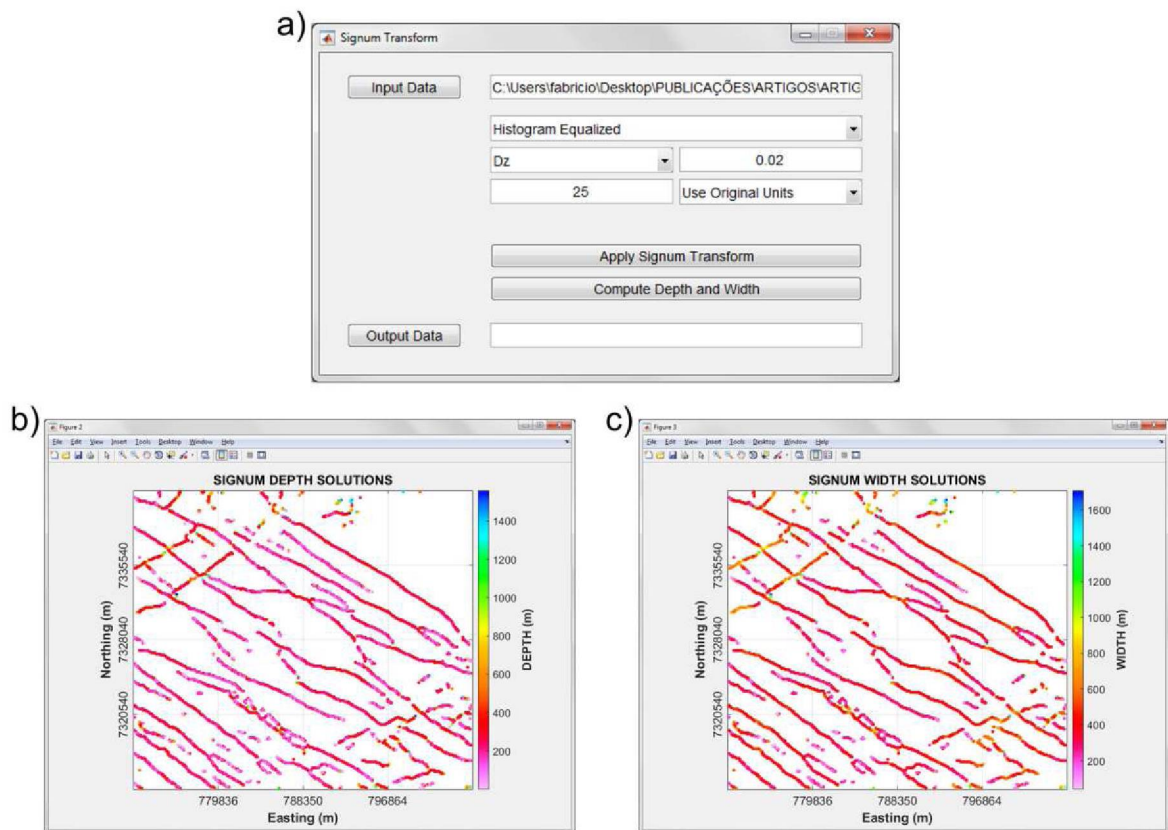 a)
Signum Transform
Input Data
C:\Users\fabricio\Desktop\PUBLICAÇÕES\ARTIGOS\ARTIG
Histogram Equalized
Dz
0.02
25
Use Original Units
Apply Signum Transform
Compute Depth and Width
Output Data
b)
Figure 2
File Edit View Insert Tools Desktop Window Help
SIGNUM DEPTH SOLUTIONS
Northing (m)
7335540
7328040
7320540
779836
788350
796864
Easting (m)
1400
1200
1000
800
600
400
200
DEPTH (m)
c)
Figure 3
File Edit View Insert Tools Desktop Window Help
SIGNUM WIDTH SOLUTIONS
Northing (m)
7335540
7328040
7320540
779836
788350
796864
Easting (m)
1600
1400
1200
1000
800
600
400
200
WIDTH (m)